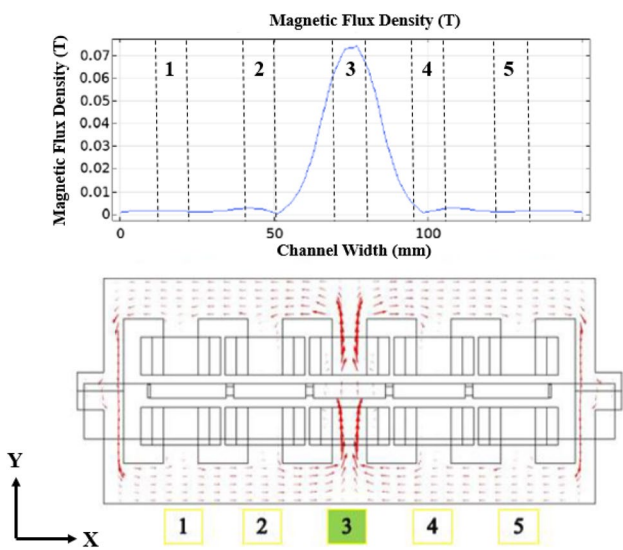 Magnetic Flux Density (T)
Magnetic Flux Density (T)
0.07
0.06
0.05
0.04
0.03
0.02
0.01
0
1 2 3 4 5
0 50 100
Channel Width (mm)
Y
X
1 2 3 4 5